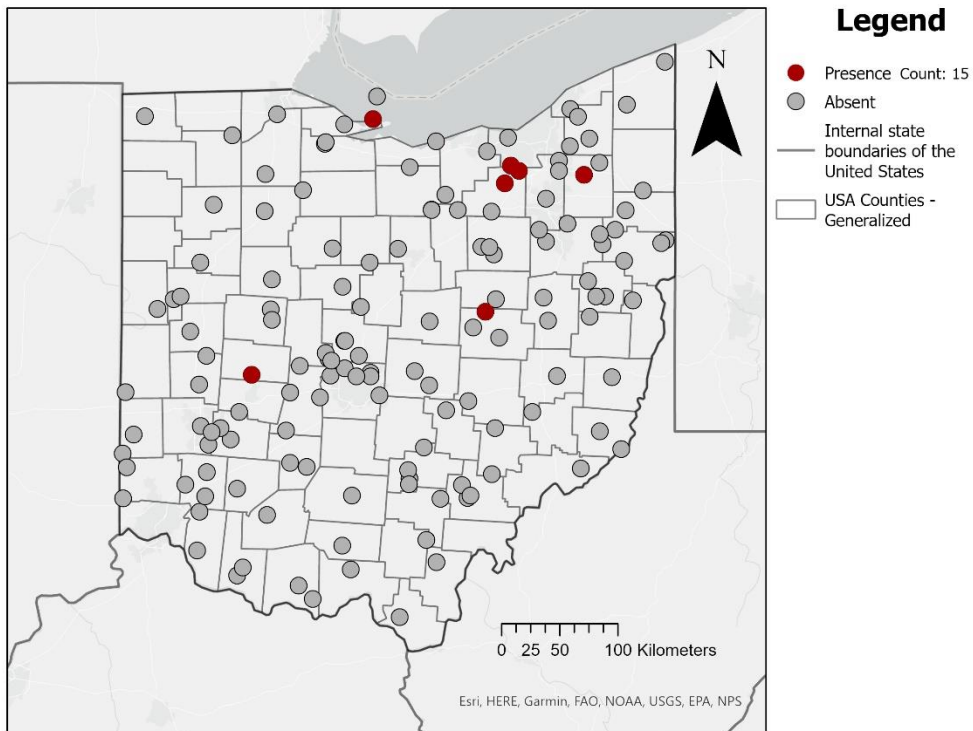 Legend
N
Presence Count: 15
Absent
Internal state
boundaries of the
United States
USA Counties -
Generalized
0 25 50 100 Kilometers
Esri, HERE, Garmin, FAO, NOAA, USGS, EPA, NPS